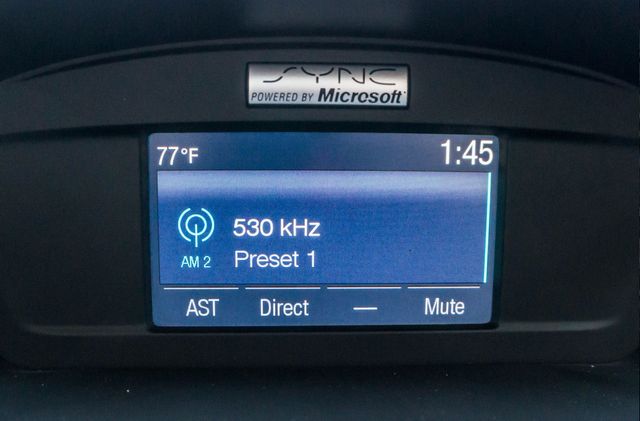 SYNC
POWERED BY Microsoft
77°F 1:45
530 kHz
AM 2 Preset 1
AST Direct — Mute